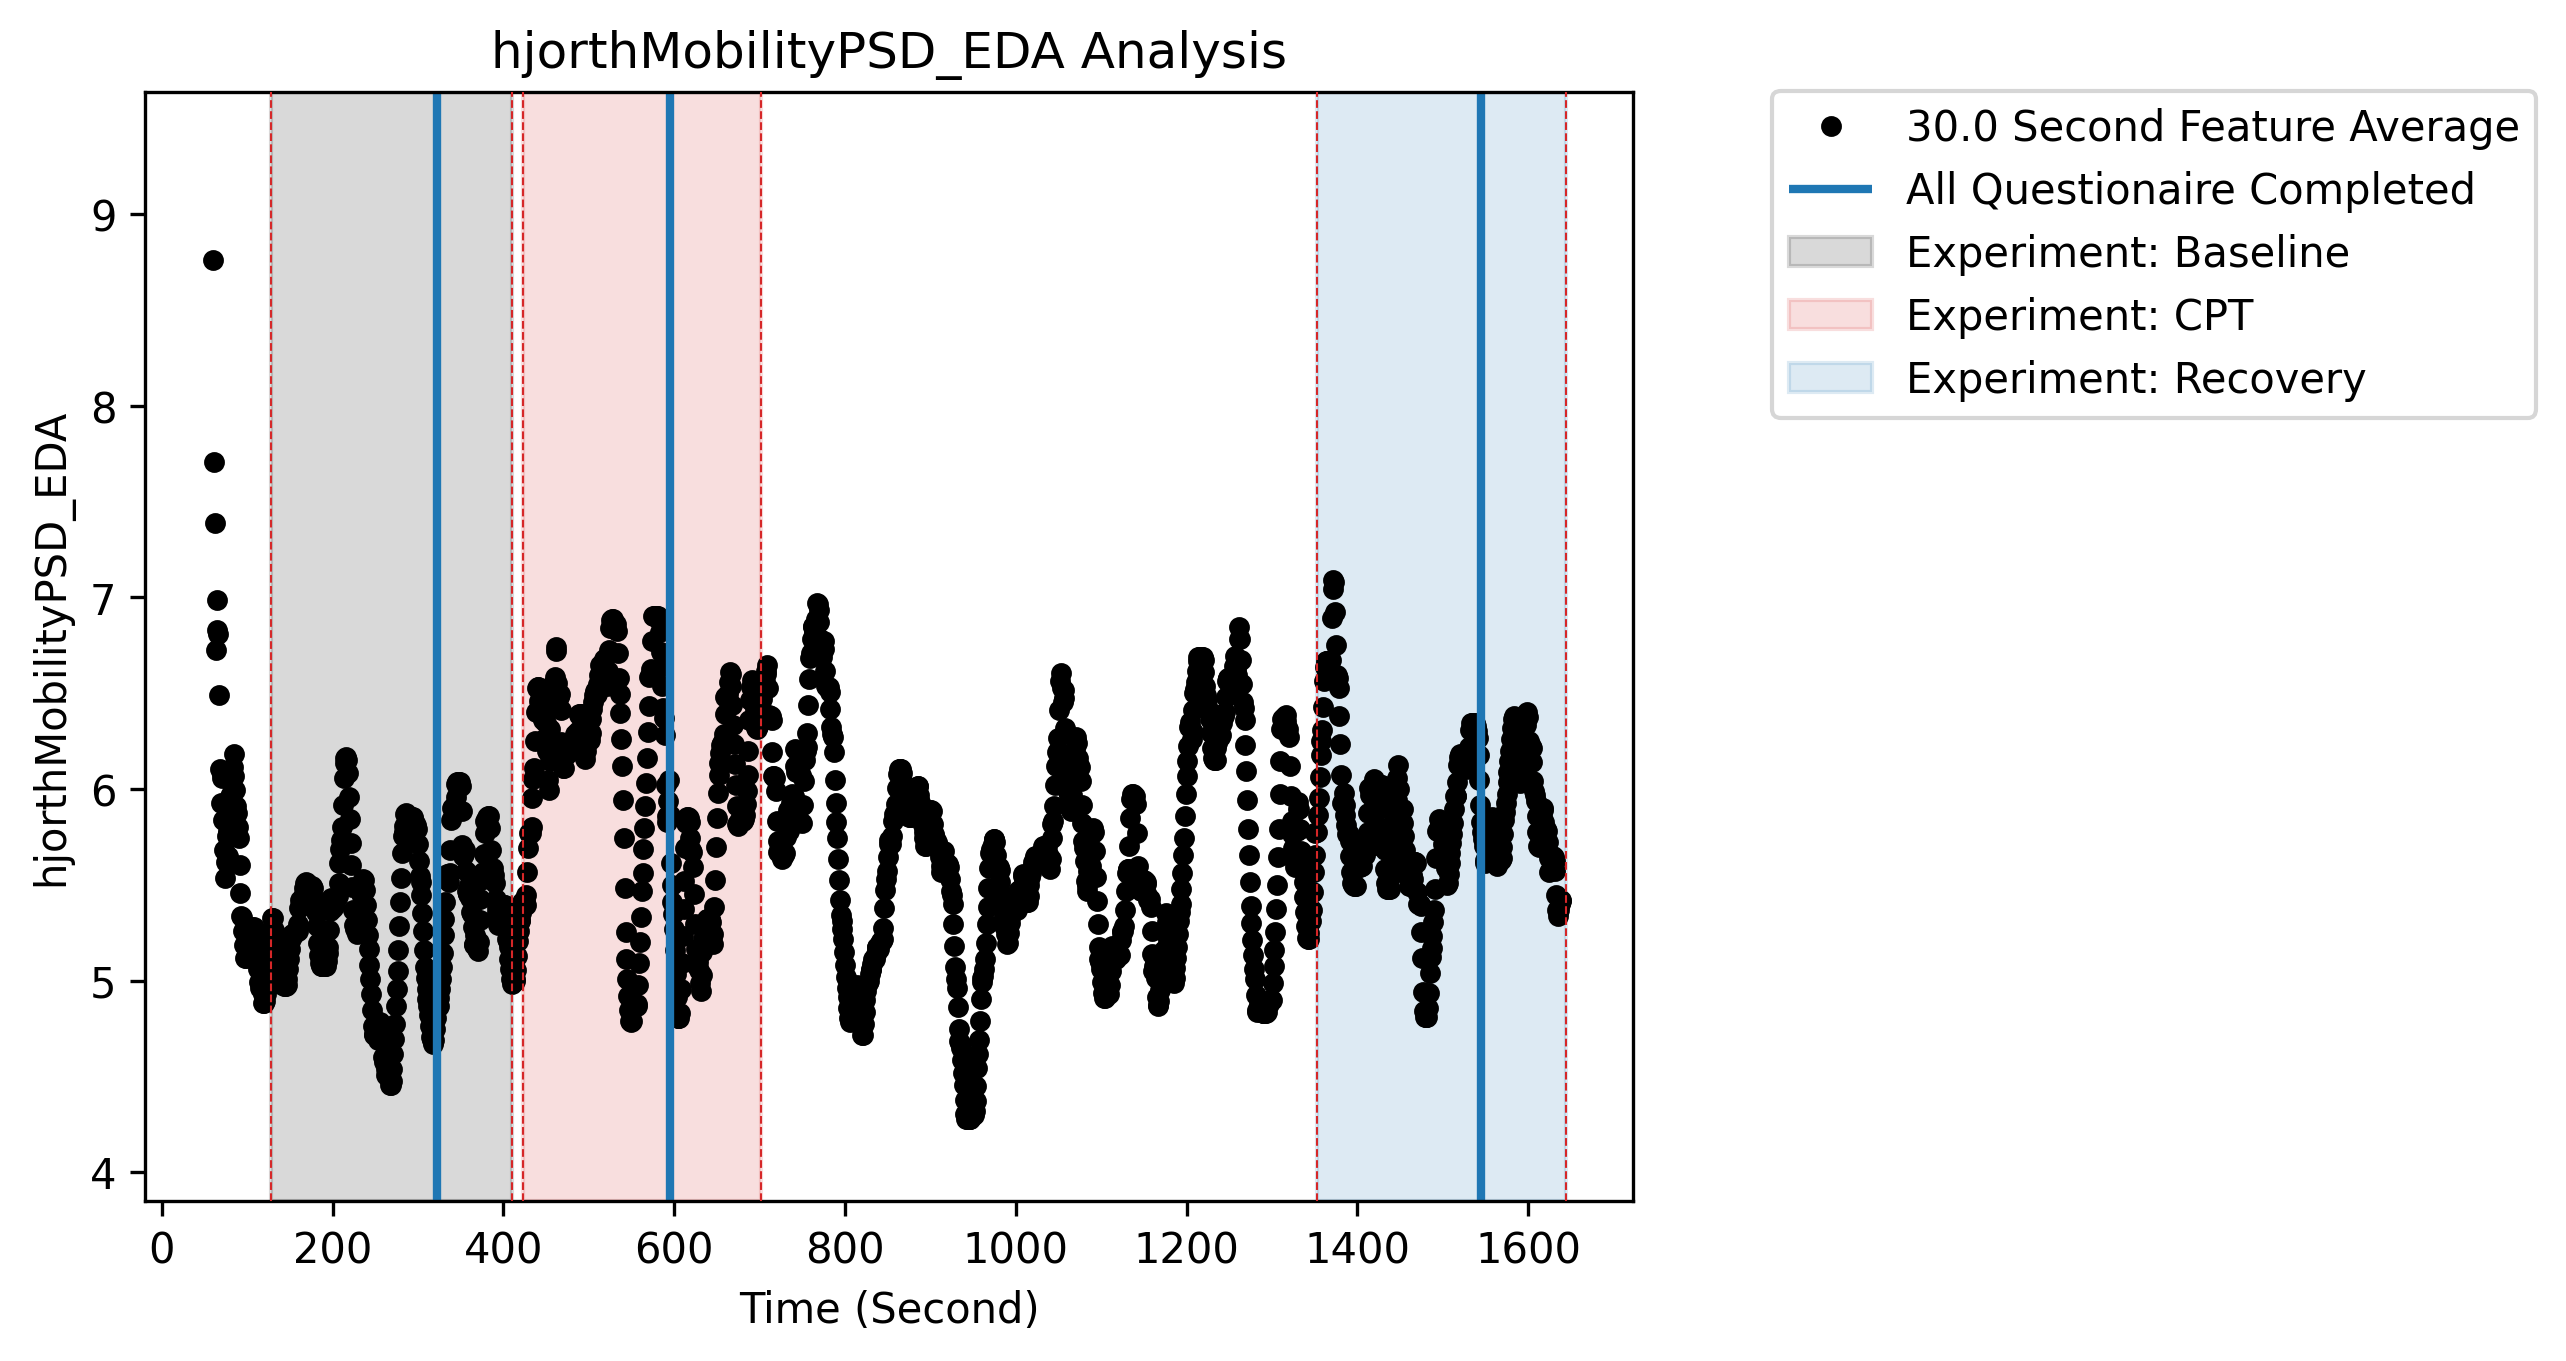 hjorthMobilityPSD_EDA Analysis
30.0 Second Feature Average
All Questionaire Completed
Experiment: Baseline
Experiment: CPT
Experiment: Recovery
hjorthMobilityPSD_EDA
9
8
7
6
5
4
0 200 400 600 800 1000 1200 1400 1600
Time (Second)